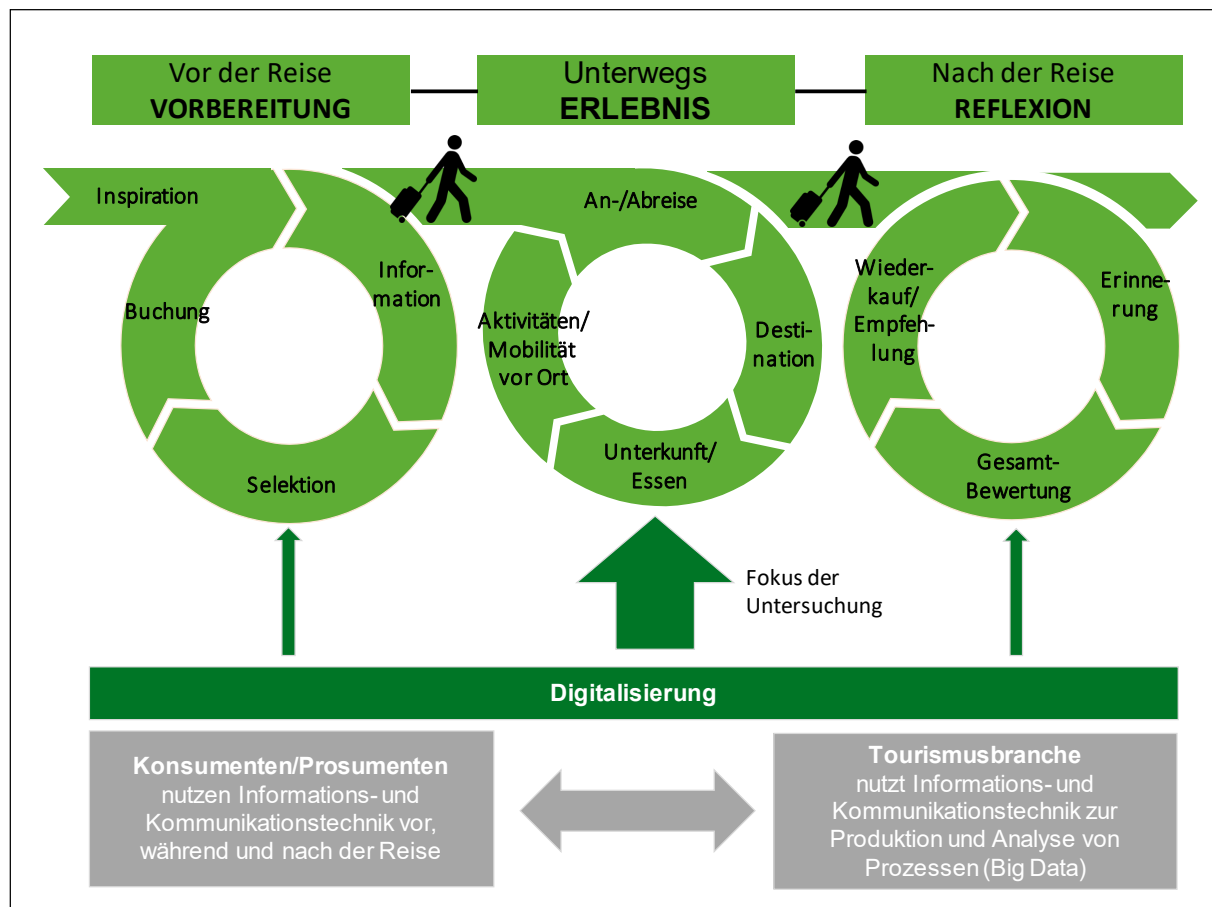 Vor der Reise
VORBEREITUNG
Unterwegs
ERLEBNIS
Nach der Reise
REFLEXION
Inspiration
Infor-
mation
Selektion
Buchung
An-/Abreise
Desti-
nation
Unterkunft/
Essen
Aktivitäten/
Mobilität
vor Ort
Erinne-
rung
Gesamt-
Bewertung
Wieder-
kauf/
Empfeh-
lung
Fokus der
Untersuchung
Digitalisierung
Konsumenten/Prosumenten
nutzen Informations- und
Kommunikationstechnik vor,
während und nach der Reise
Tourismusbranche
nutzt Informations- und
Kommunikationstechnik zur
Produktion und Analyse von
Prozessen (Big Data)